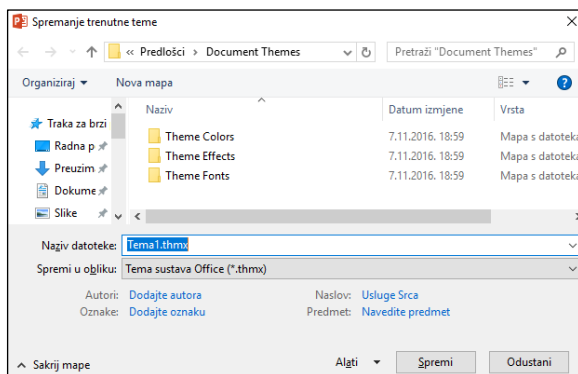 Spremanje trenutne teme
« Predlošci › Document Themes
Pretraži "Document Themes"
Organiziraj
Nova mapa
Naziv Datum izmjene Vrsta
Traka za brzi
Radna p
Preuzim
Dokume
Slike
Theme Colors 7.11.2016. 18:59 Mapa s datoteka
Theme Effects 7.11.2016. 18:59 Mapa s datoteka
Theme Fonts 7.11.2016. 18:59 Mapa s datoteka
Naziv datoteke: Tema1.thmx
Spremi u obliku: Tema sustava Office (*.thmx)
Autori: Dodajte autora Naslov: Usluge Srca
Oznake: Dodajte oznaku Predmet: Navedite predmet
Sakrij mape Alati Spremi Odustani